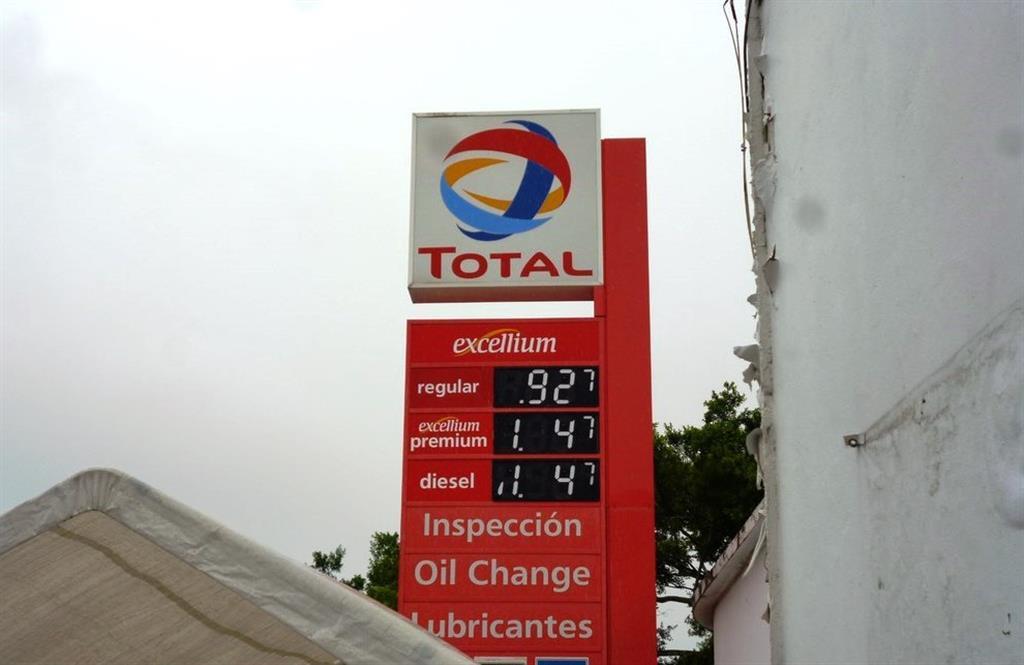 TOTAL
excellium
regular .927
excellium
premium 1. 47
diesel 1. 47
Inspección
Oil Change
Lubricantes